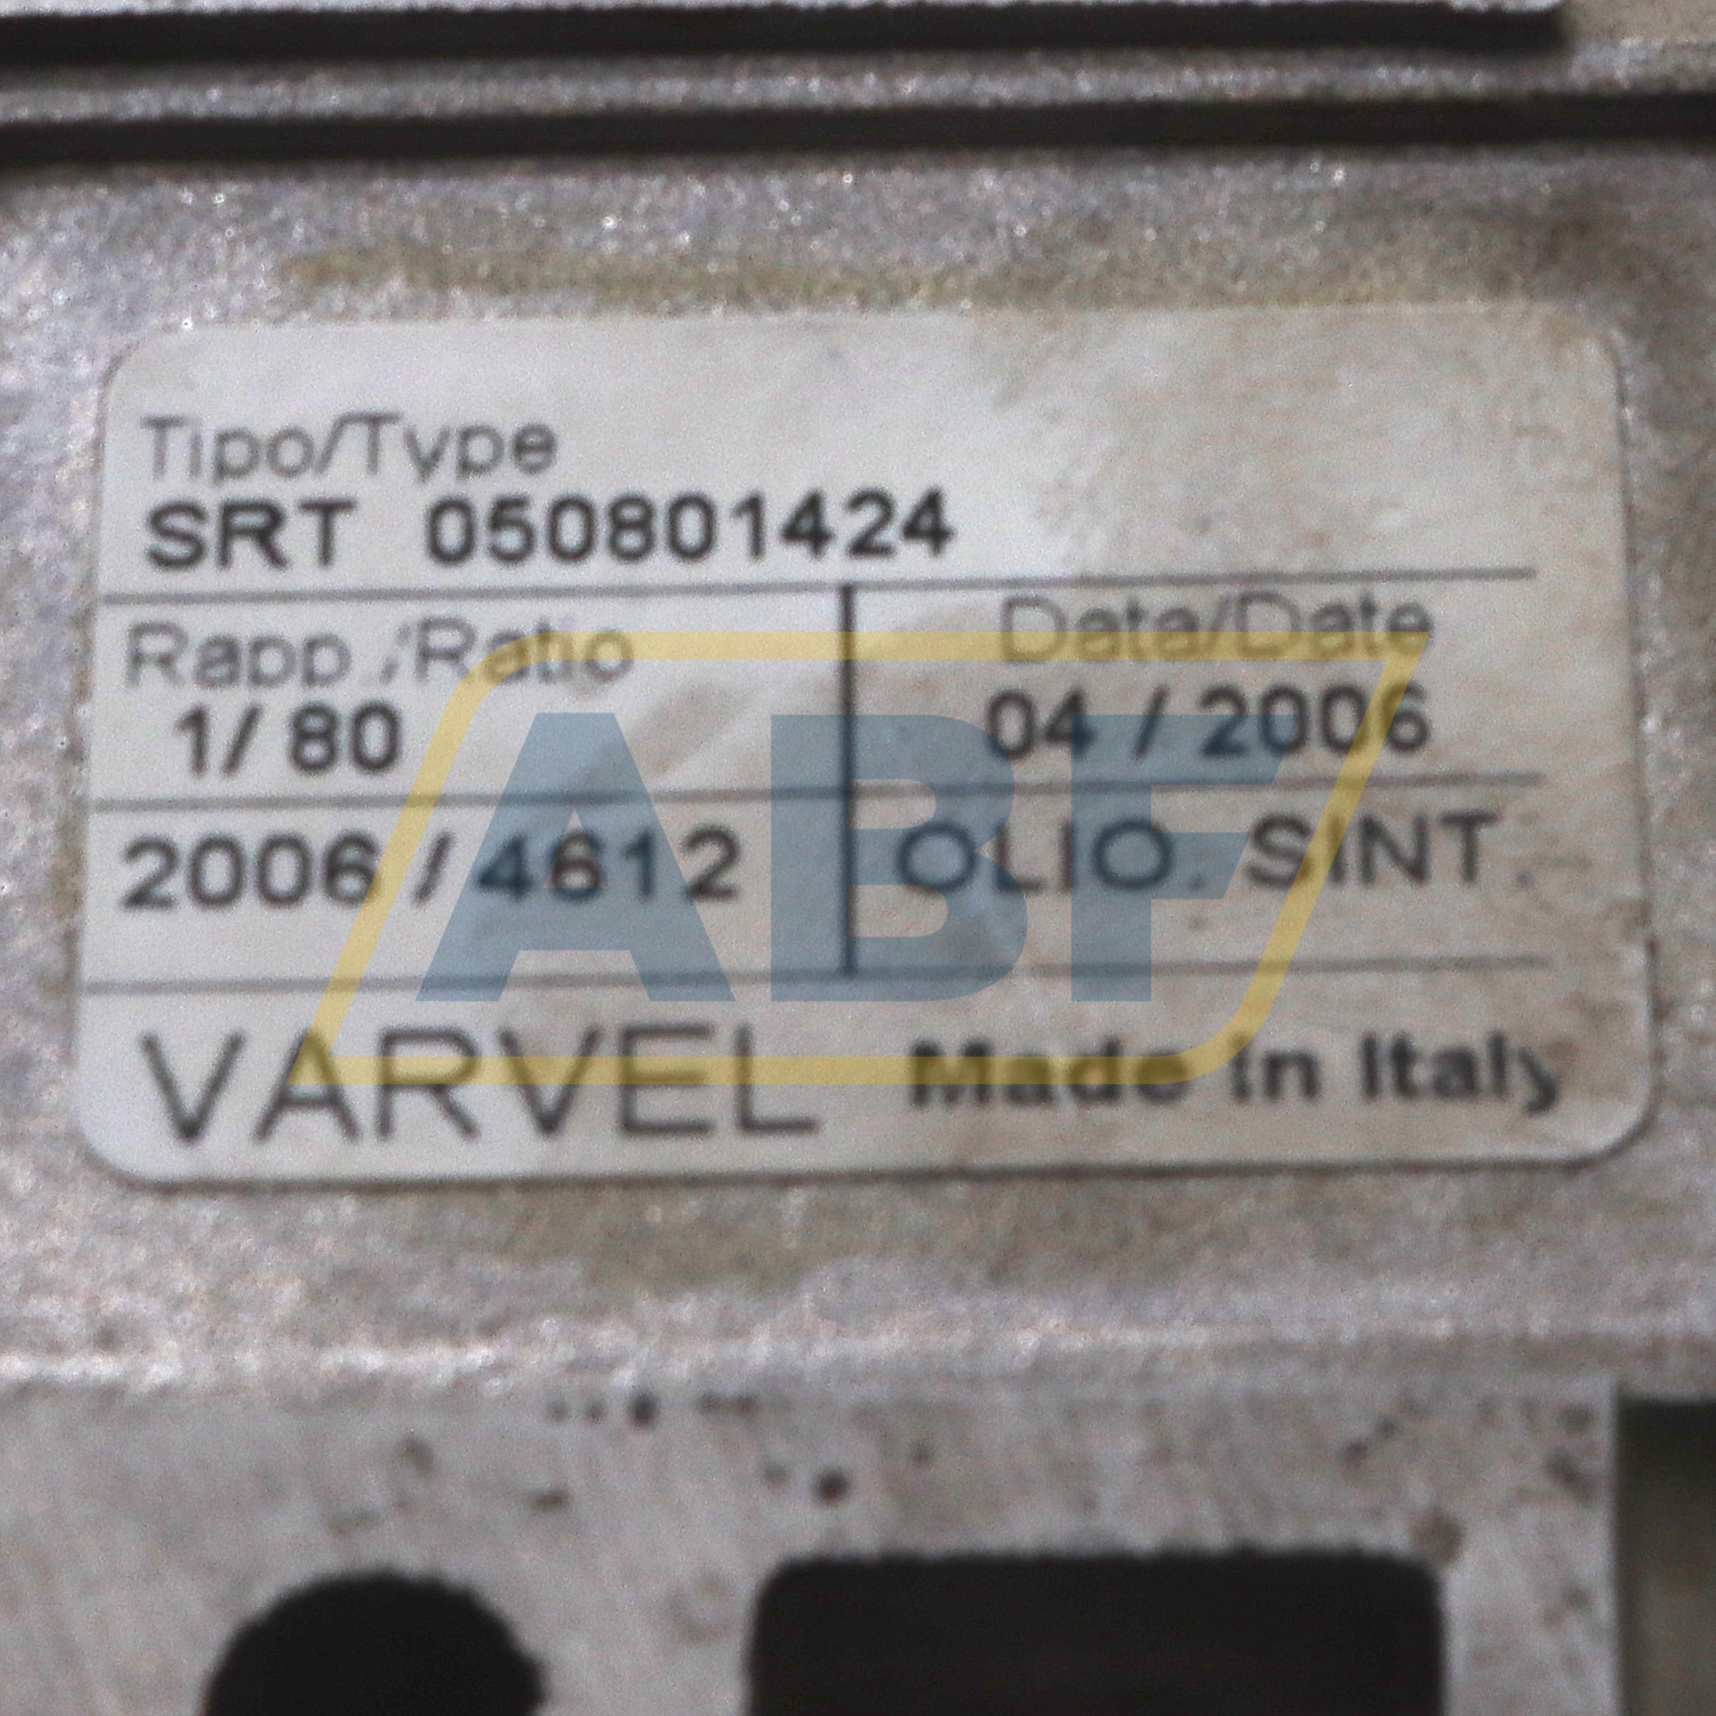 Tipo/Type
SRT 050801424
Rapp./Ratio
Data/Date
1/ 80
04 / 2006
2006 / 4612
OLIO. SINT.
VARVEL
Made in Italy
ABF